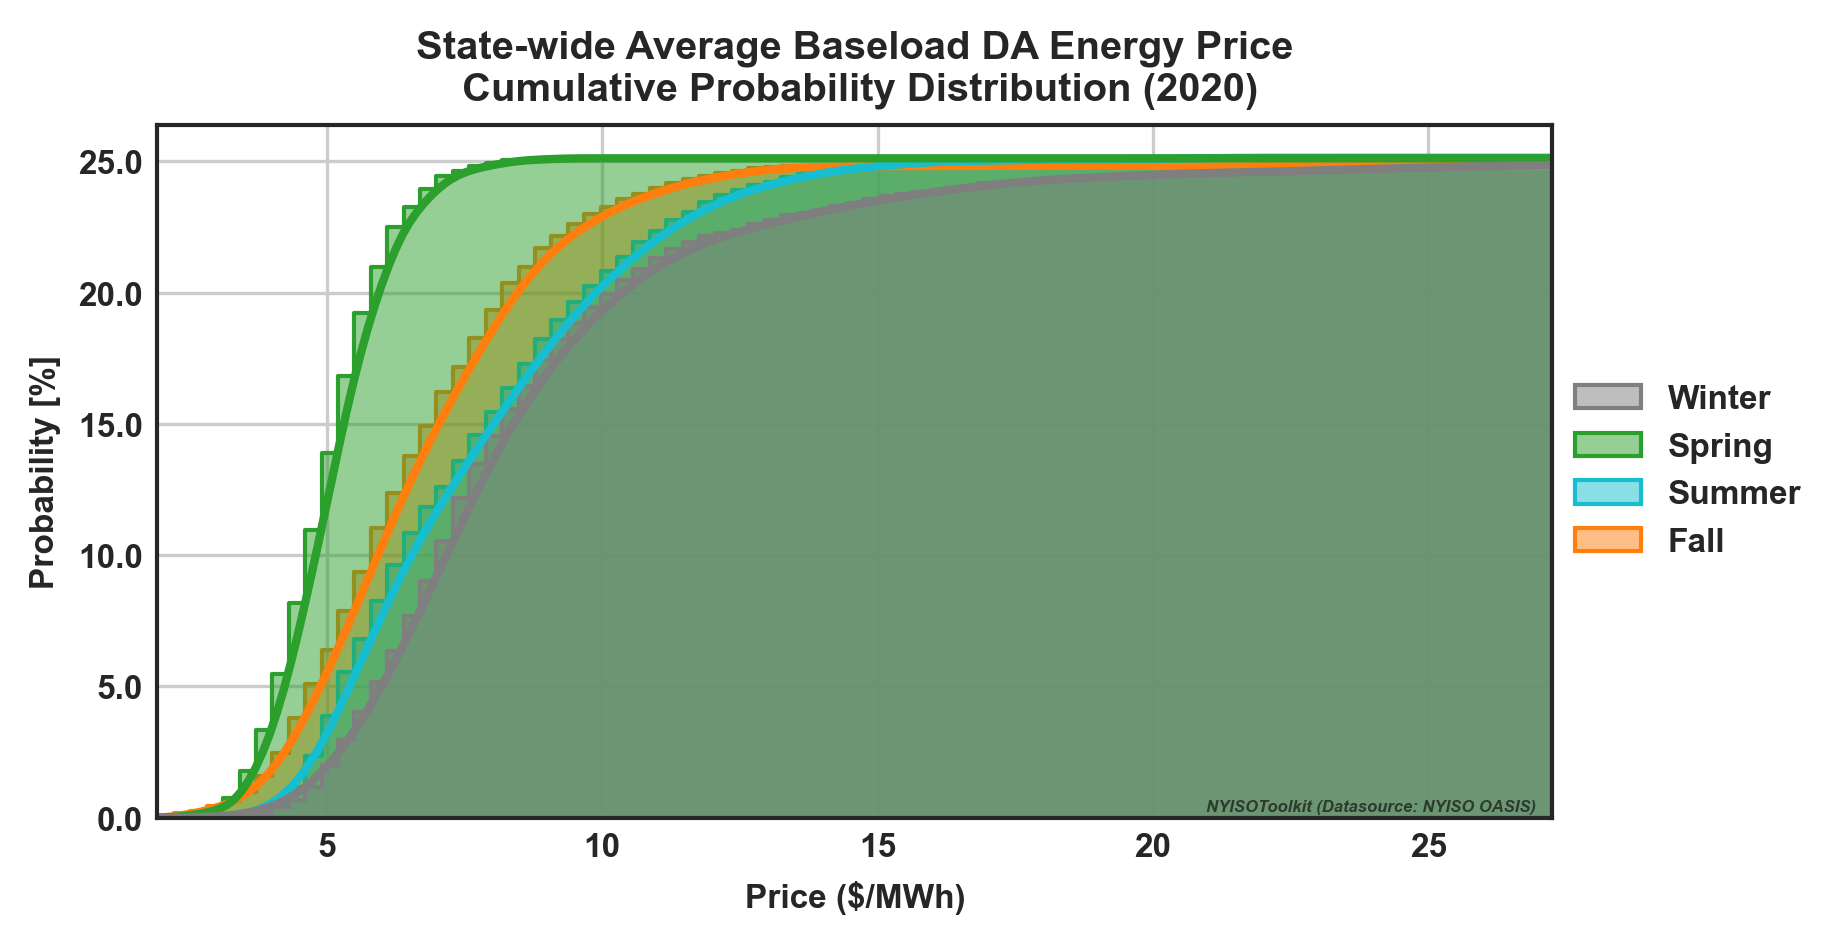 State-wide Average Baseload DA Energy Price
Cumulative Probability Distribution (2020)
Probability [%]
25.0
20.0
15.0
10.0
5.0
0.0
5
10
15
20
25
Price ($/MWh)
NYISOToolkit (Datasource: NYISO OASIS)
Winter
Spring
Summer
Fall